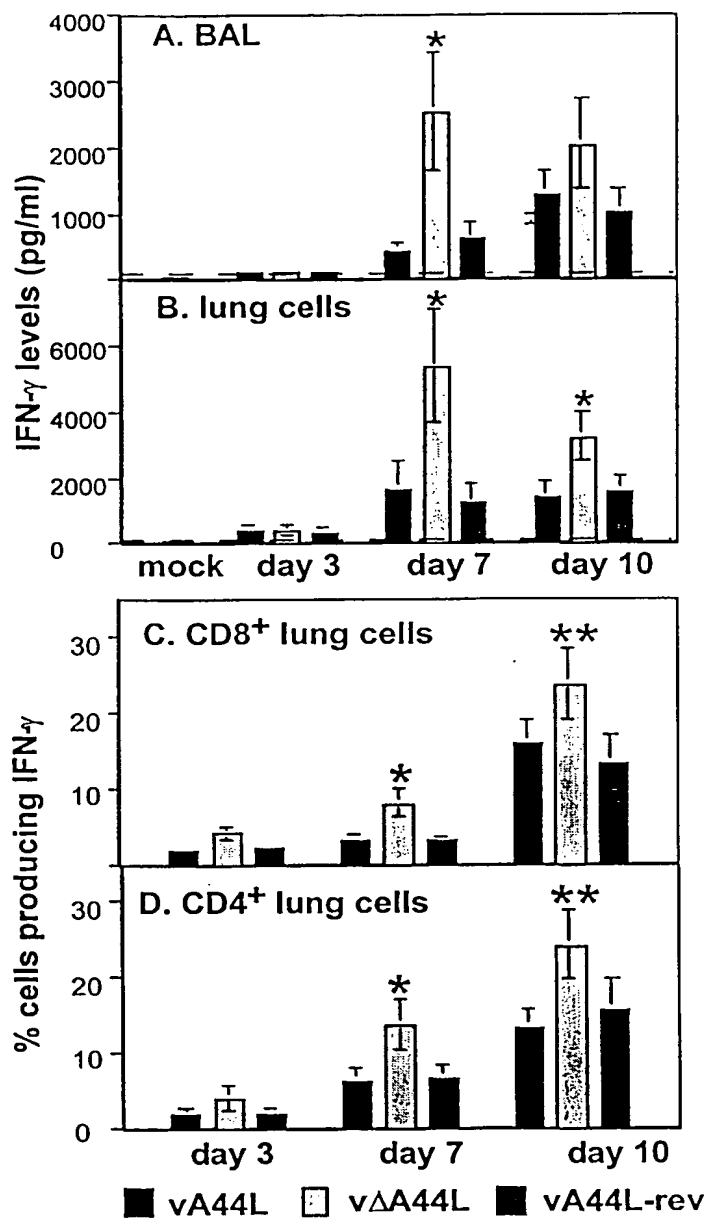 4000
A. BAL
*
3000
2000
1000
IFN-γ levels (pg/ml)
B. lung cells
*
6000
*
4000
2000
0
mock day 3 day 7 day 10
30
C. CD8+ lung cells
**
20
*
10
% cells producing IFN-γ
30
D. CD4+ lung cells
**
20
*
10
0
day 3 day 7 day 10
vA44L vΔA44L vA44L-rev